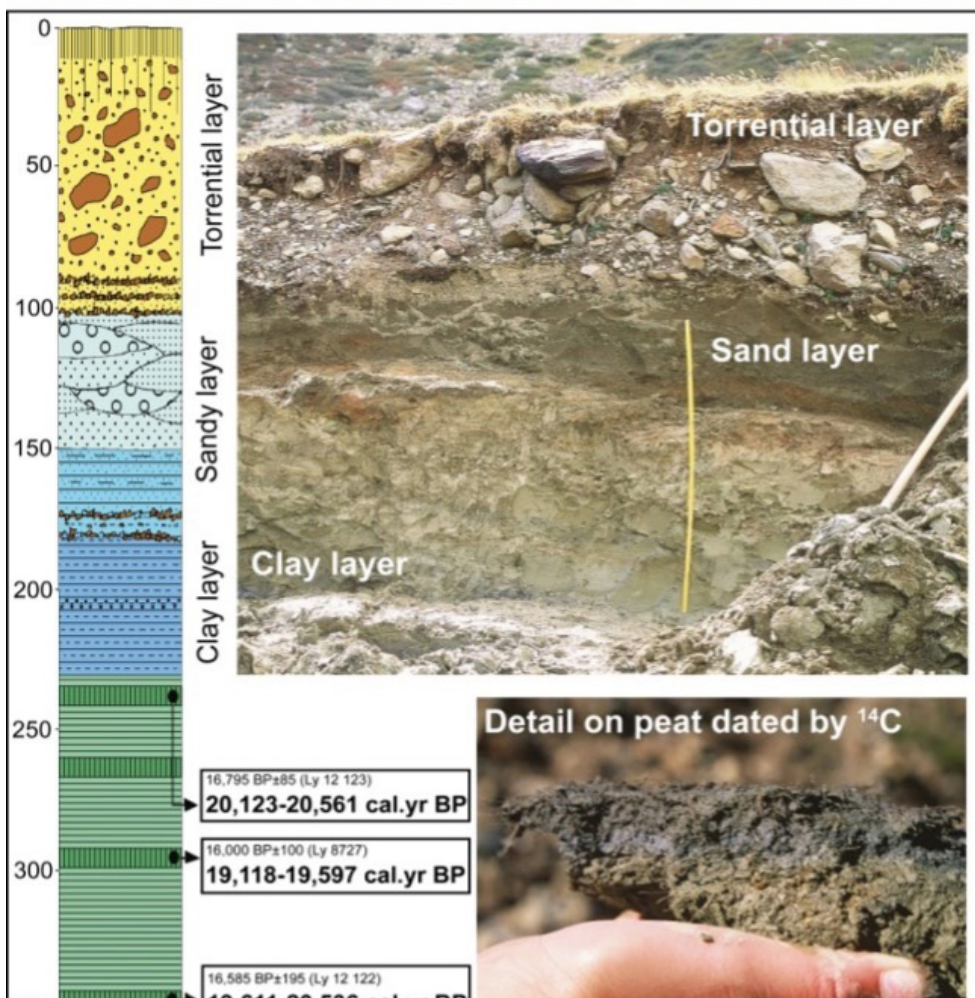 0
50
100
150
200
250
300
Torrential layer
Sandy layer
Clay layer
Torrential layer
Sand layer
Clay layer
Detail on peat dated by ¹⁴C
16,795 BP±85 (Ly 12 123)
20,123-20,561 cal.yr BP
16,000 BP±100 (Ly 8727)
19,118-19,597 cal.yr BP
16,585 BP±195 (Ly 12 122)